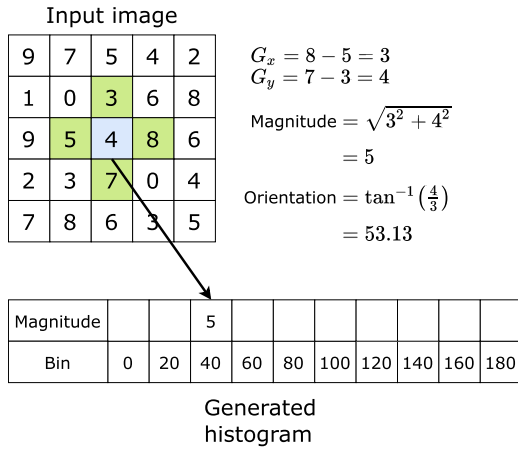 Input image
9 7 5 4 2
1 0 3 6 8
9 5 4 8 6
2 3 7 0 4
7 8 6 3 5
G_x = 8 − 5 = 3
G_y = 7 − 3 = 4
Magnitude = √(3² + 4²)
= 5
Orientation = tan⁻¹(4/3)
= 53.13
Magnitude 5
Bin 0 20 40 60 80 100 120 140 160 180
Generated
histogram